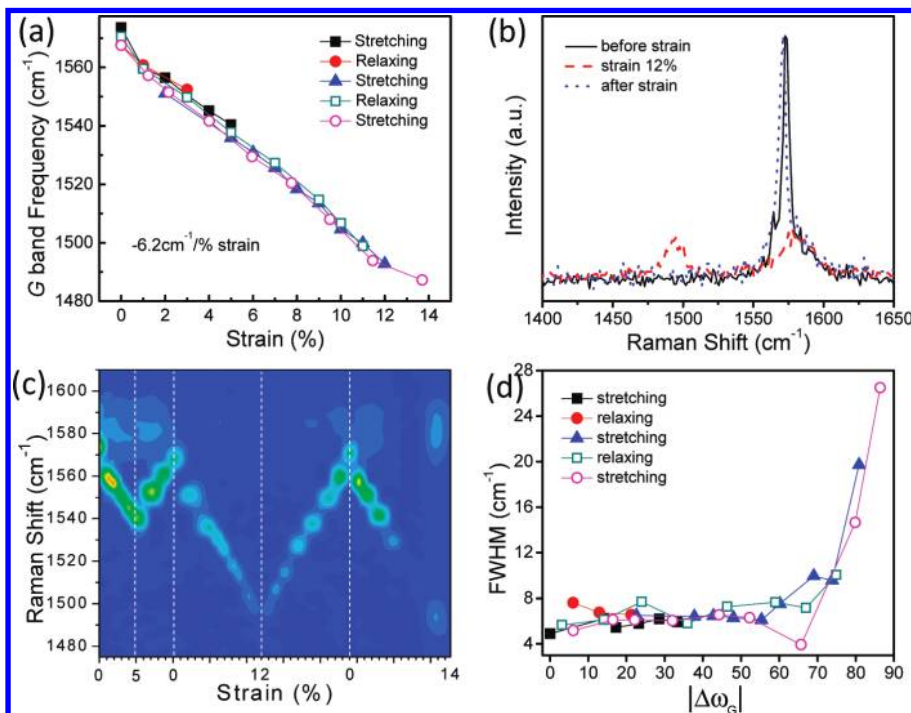 (a)
G band Frequency (cm-1)
1560
1540
1520
1500
1480
Stretching
Relaxing
Stretching
Relaxing
Stretching
-6.2cm-1/% strain
0 2 4 6 8 10 12 14
Strain (%)
(b)
Intensity (a.u.)
before strain
strain 12%
after strain
1400 1450 1500 1550 1600 1650
Raman Shift (cm-1)
(c)
Raman Shift (cm-1)
1600
1580
1560
1540
1520
1500
1480
0 5 0 12 0 14
Strain (%)
(d)
FWHM (cm-1)
28
24
20
16
12
8
4
stretching
relaxing
stretching
relaxing
stretching
0 10 20 30 40 50 60 70 80 90
|ΔωG|